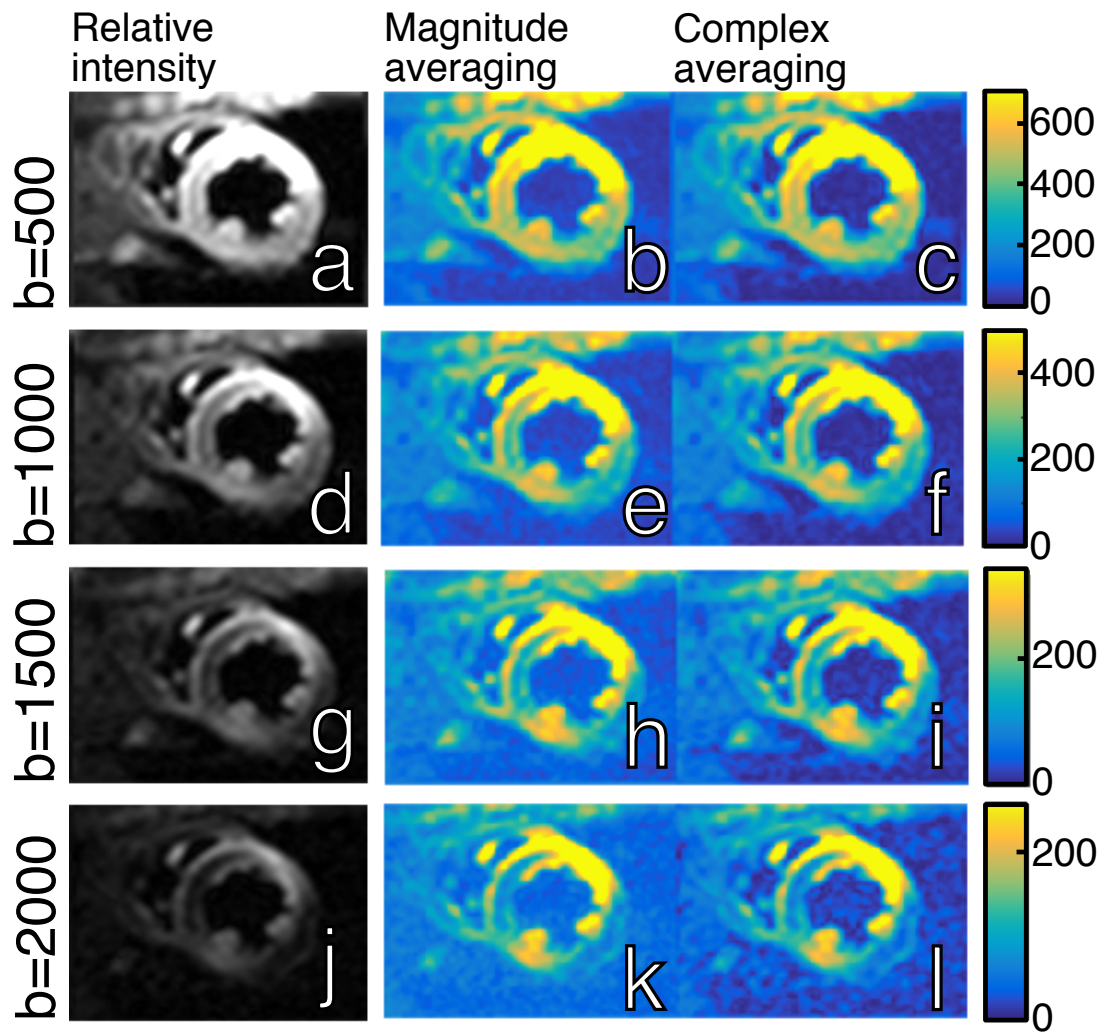 Relative
intensity
Magnitude
averaging
Complex
averaging
b=500
a
b
c
600
400
200
0
b=1000
d
e
f
400
200
0
b=1500
g
h
i
200
0
b=2000
j
k
l
200
0